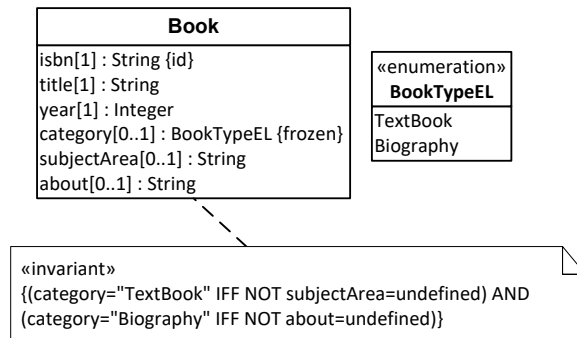 Book
isbn[1] : String {id}
title[1] : String
year[1] : Integer
category[0..1] : BookTypeEL {frozen}
subjectArea[0..1] : String
about[0..1] : String
«enumeration»
BookTypeEL
TextBook
Biography
«invariant»
{(category="TextBook" IFF NOT subjectArea=undefined) AND
(category="Biography" IFF NOT about=undefined)}